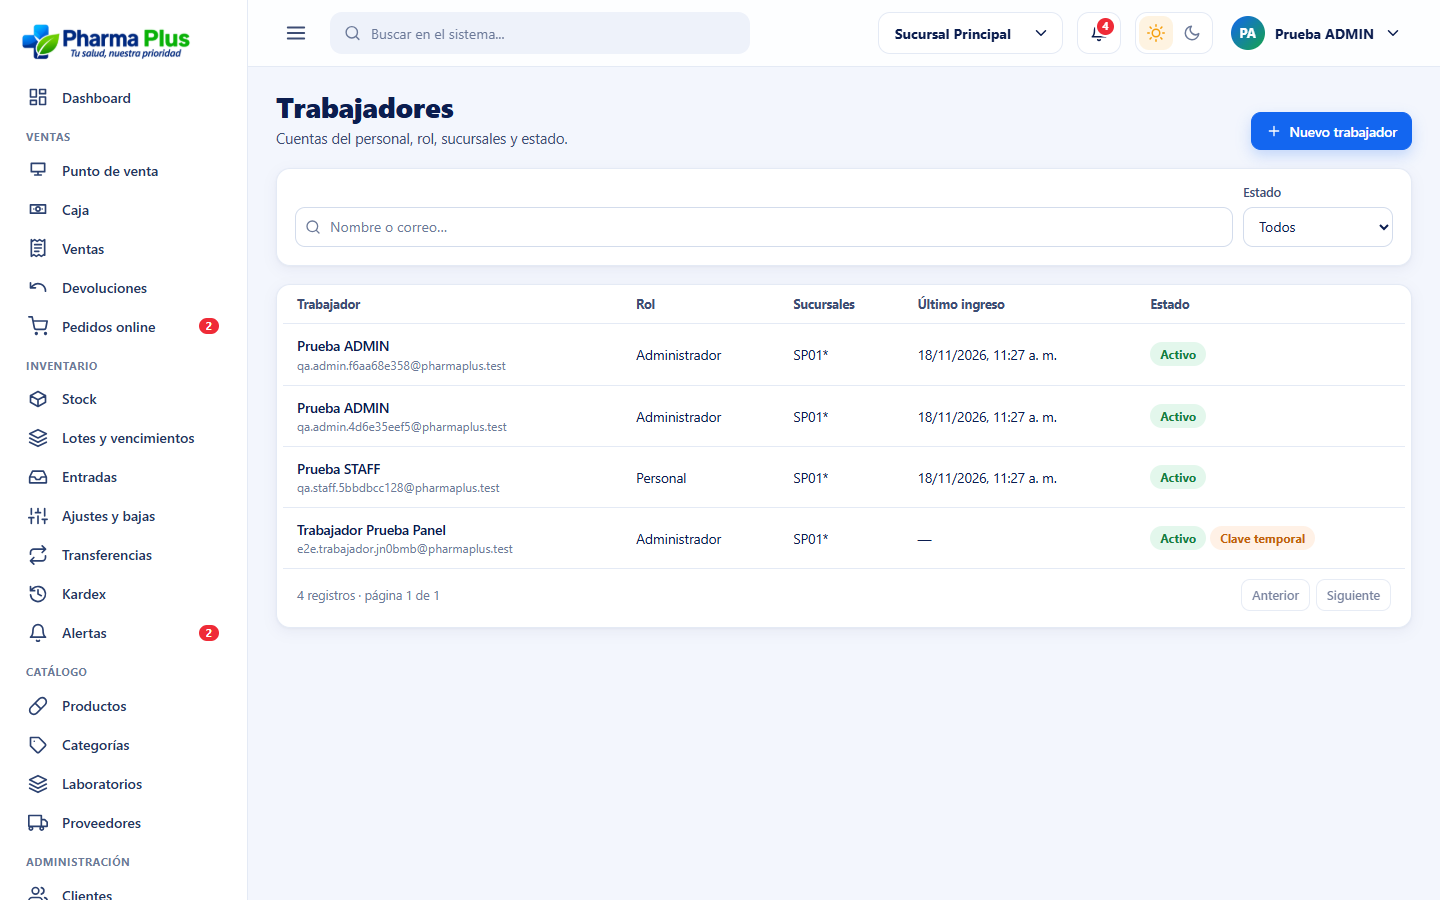 Pharma Plus
Tu salud, nuestra prioridad
Dashboard
VENTAS
Punto de venta
Caja
Ventas
Devoluciones
Pedidos online 2
INVENTARIO
Stock
Lotes y vencimientos
Entradas
Ajustes y bajas
Transferencias
Kardex
Alertas 2
CATÁLOGO
Productos
Categorías
Laboratorios
Proveedores
ADMINISTRACIÓN
Clientes
Buscar en el sistema...
Sucursal Principal
4
PA Prueba ADMIN
Trabajadores
Cuentas del personal, rol, sucursales y estado.
+ Nuevo trabajador
Estado
Nombre o correo...
Todos
Trabajador Rol Sucursales Último ingreso Estado
Prueba ADMIN
qa.admin.f6aa68e358@pharmaplus.test
Administrador SP01* 18/11/2026, 11:27 a. m. Activo
Prueba ADMIN
qa.admin.4d6e35eef5@pharmaplus.test
Administrador SP01* 18/11/2026, 11:27 a. m. Activo
Prueba STAFF
qa.staff.5bbdbcc128@pharmaplus.test
Personal SP01* 18/11/2026, 11:27 a. m. Activo
Trabajador Prueba Panel
e2e.trabajador.jn0bmb@pharmaplus.test
Administrador SP01* — Activo Clave temporal
4 registros · página 1 de 1
Anterior Siguiente